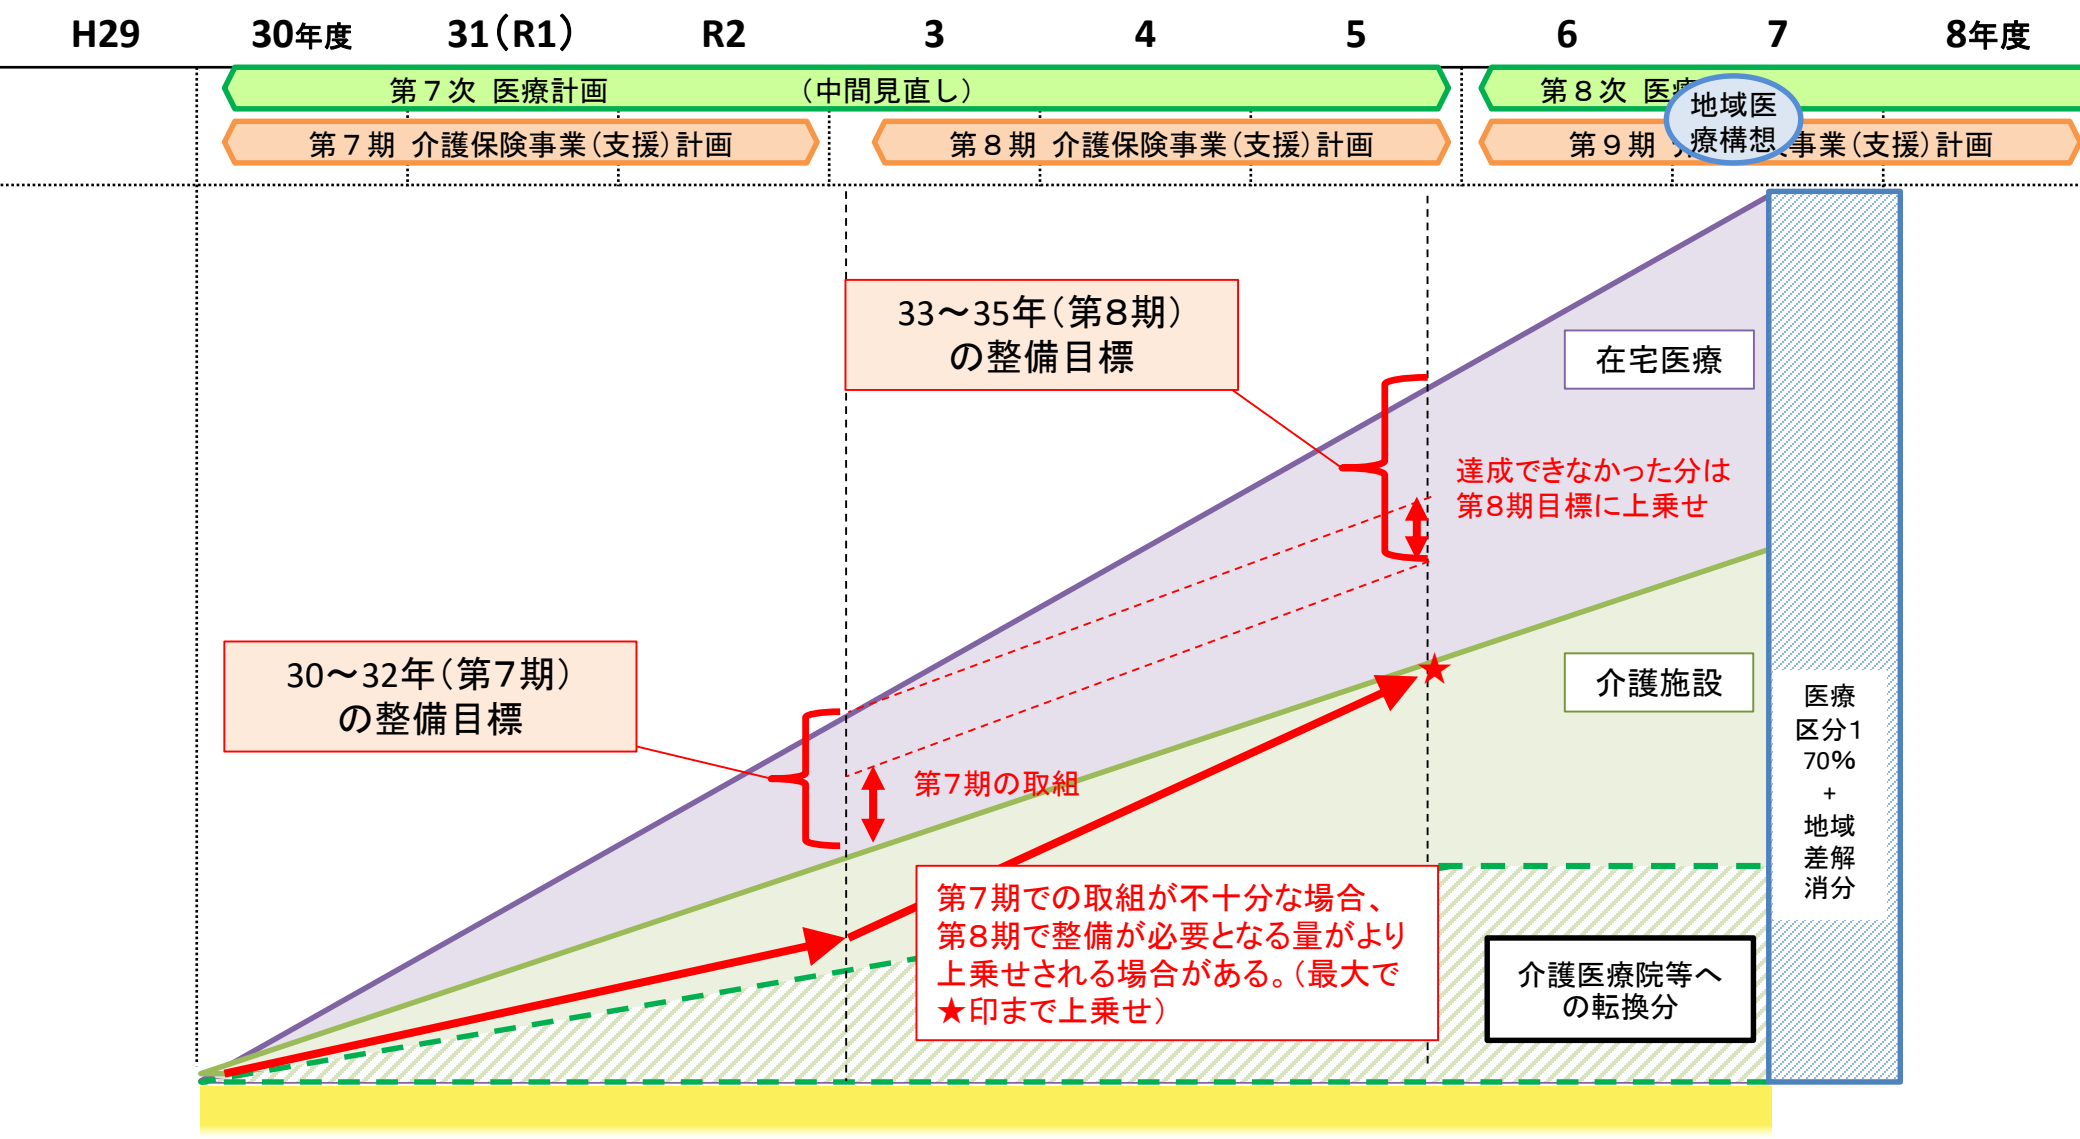 H29 30年度 31(R1) R2 3 4 5 6 7 8年度
第7次 医療計画 (中間見直し) 第8次 医療
地域医
療構想
第7期 介護保険事業(支援)計画 第8期 介護保険事業(支援)計画 第9期 介 事業(支援)計画
33～35年(第8期)
の整備目標
在宅医療
達成できなかった分は
第8期目標に上乗せ
30～32年(第7期)
の整備目標
介護施設
第7期の取組
医療
区分1
70%
+
地域
差解
消分
第7期での取組が不十分な場合、
第8期で整備が必要となる量がより
上乗せされる場合がある。(最大で
★印まで上乗せ)
介護医療院等へ
の転換分